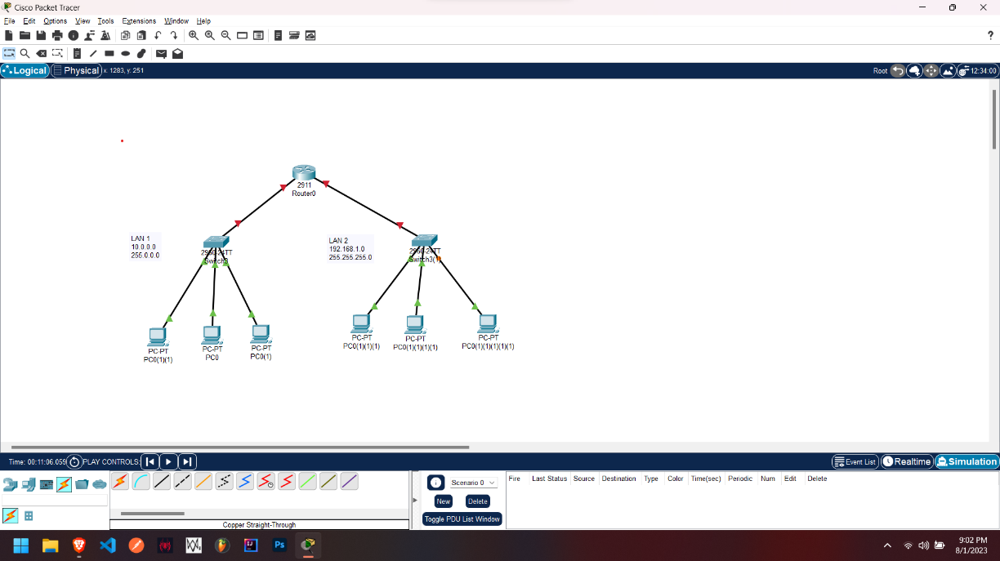 Cisco Packet Tracer
File Edit Options View Tools Extensions Window Help
?
Logical Physical x: 1283, y: 251 Root 12:34:00
2911
Router0
LAN 1
10.0.0.0
255.0.0.0
2960-24TT
LAN 2
192.168.1.0
255.255.255.0
2960-24TT
Switch3(1)
PC-PT
PC0(1)(1)
PC-PT
PC0
PC-PT
PC0(1)
PC-PT
PC0(1)(1)(1)
PC-PT
PC0(1)(1)(1)(1)
PC-PT
PC0(1)(1)(1)(1)(1)
Time: 00:11:06.059 PLAY CONTROLS: Event List Realtime Simulation
Scenario 0
New Delete
Toggle PDU List Window
Fire Last Status Source Destination Type Color Time(sec) Periodic Num Edit Delete
Copper Straight-Through
Ps
9:02 PM
8/1/2023